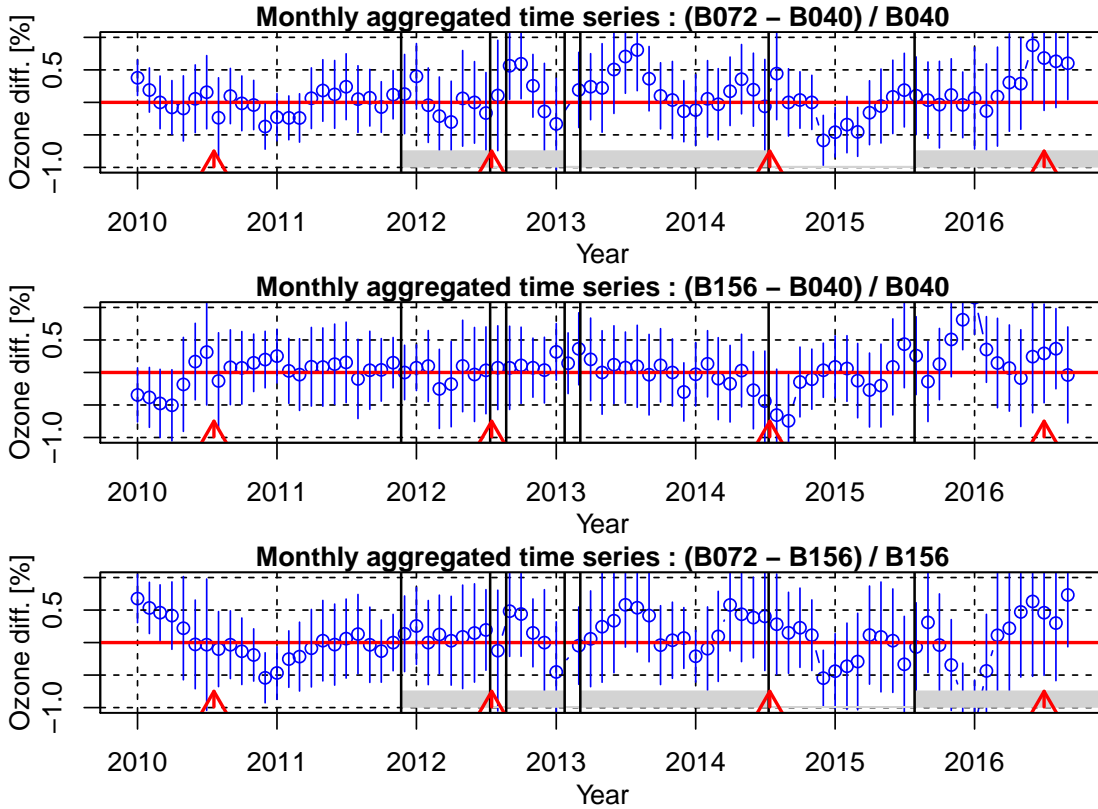 Monthly aggregated time series : (B072 − B040) / B040
Ozone diff. [%]
0.5
−1.0
2010 2011 2012 2013 2014 2015 2016
Year
Monthly aggregated time series : (B156 − B040) / B040
Ozone diff. [%]
0.5
−1.0
2010 2011 2012 2013 2014 2015 2016
Year
Monthly aggregated time series : (B072 − B156) / B156
Ozone diff. [%]
0.5
−1.0
2010 2011 2012 2013 2014 2015 2016
Year